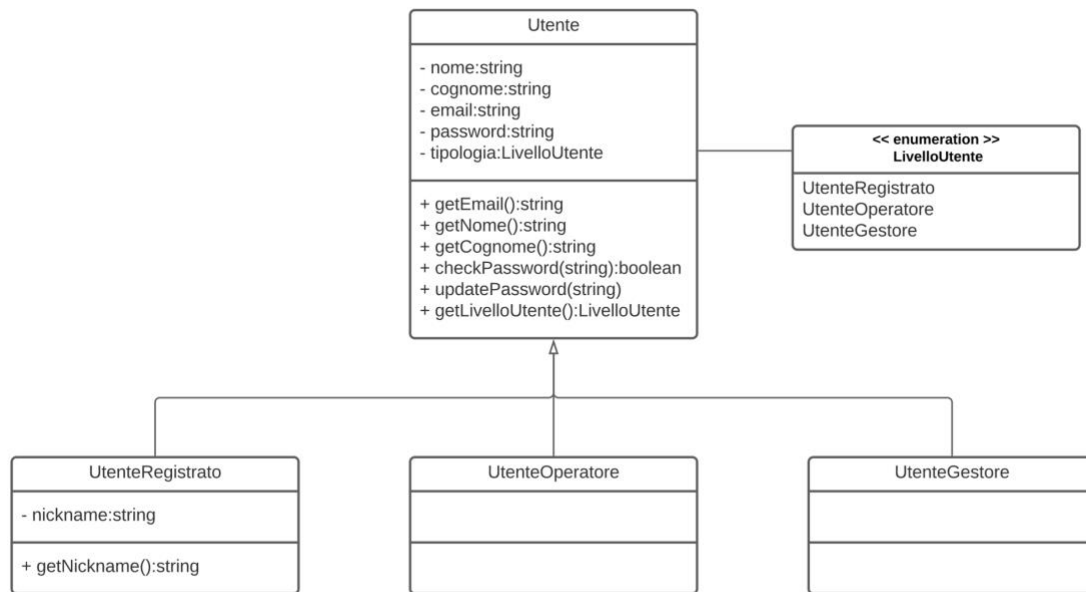 Utente
- nome:string
- cognome:string
- email:string
- password:string
- tipologia:LivelloUtente
+ getEmail():string
+ getNome():string
+ getCognome():string
+ checkPassword(string):boolean
+ updatePassword(string)
+ getLivelloUtente():LivelloUtente
<< enumeration >>
LivelloUtente
UtenteRegistrato
UtenteOperatore
UtenteGestore
UtenteRegistrato
- nickname:string
+ getNickname():string
UtenteOperatore
UtenteGestore